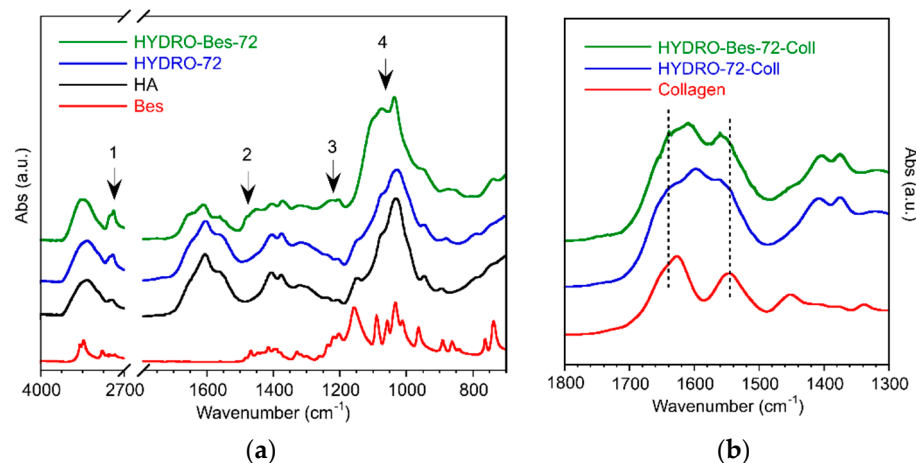 HYDRO-Bes-72
HYDRO-72
HA
Bes
1
2
3
4
Abs (a.u.)
4000 2700 1600 1400 1200 1000 800
Wavenumber (cm⁻¹)
(a)
HYDRO-Bes-72-Coll
HYDRO-72-Coll
Collagen
Abs (a.u.)
1800 1700 1600 1500 1400 1300
Wavenumber (cm⁻¹)
(b)